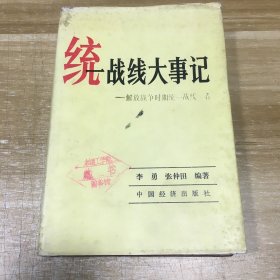 统一战线大事记
——解放战争时期统一战线卷
李勇 张仲田 编著
中国经济出版社